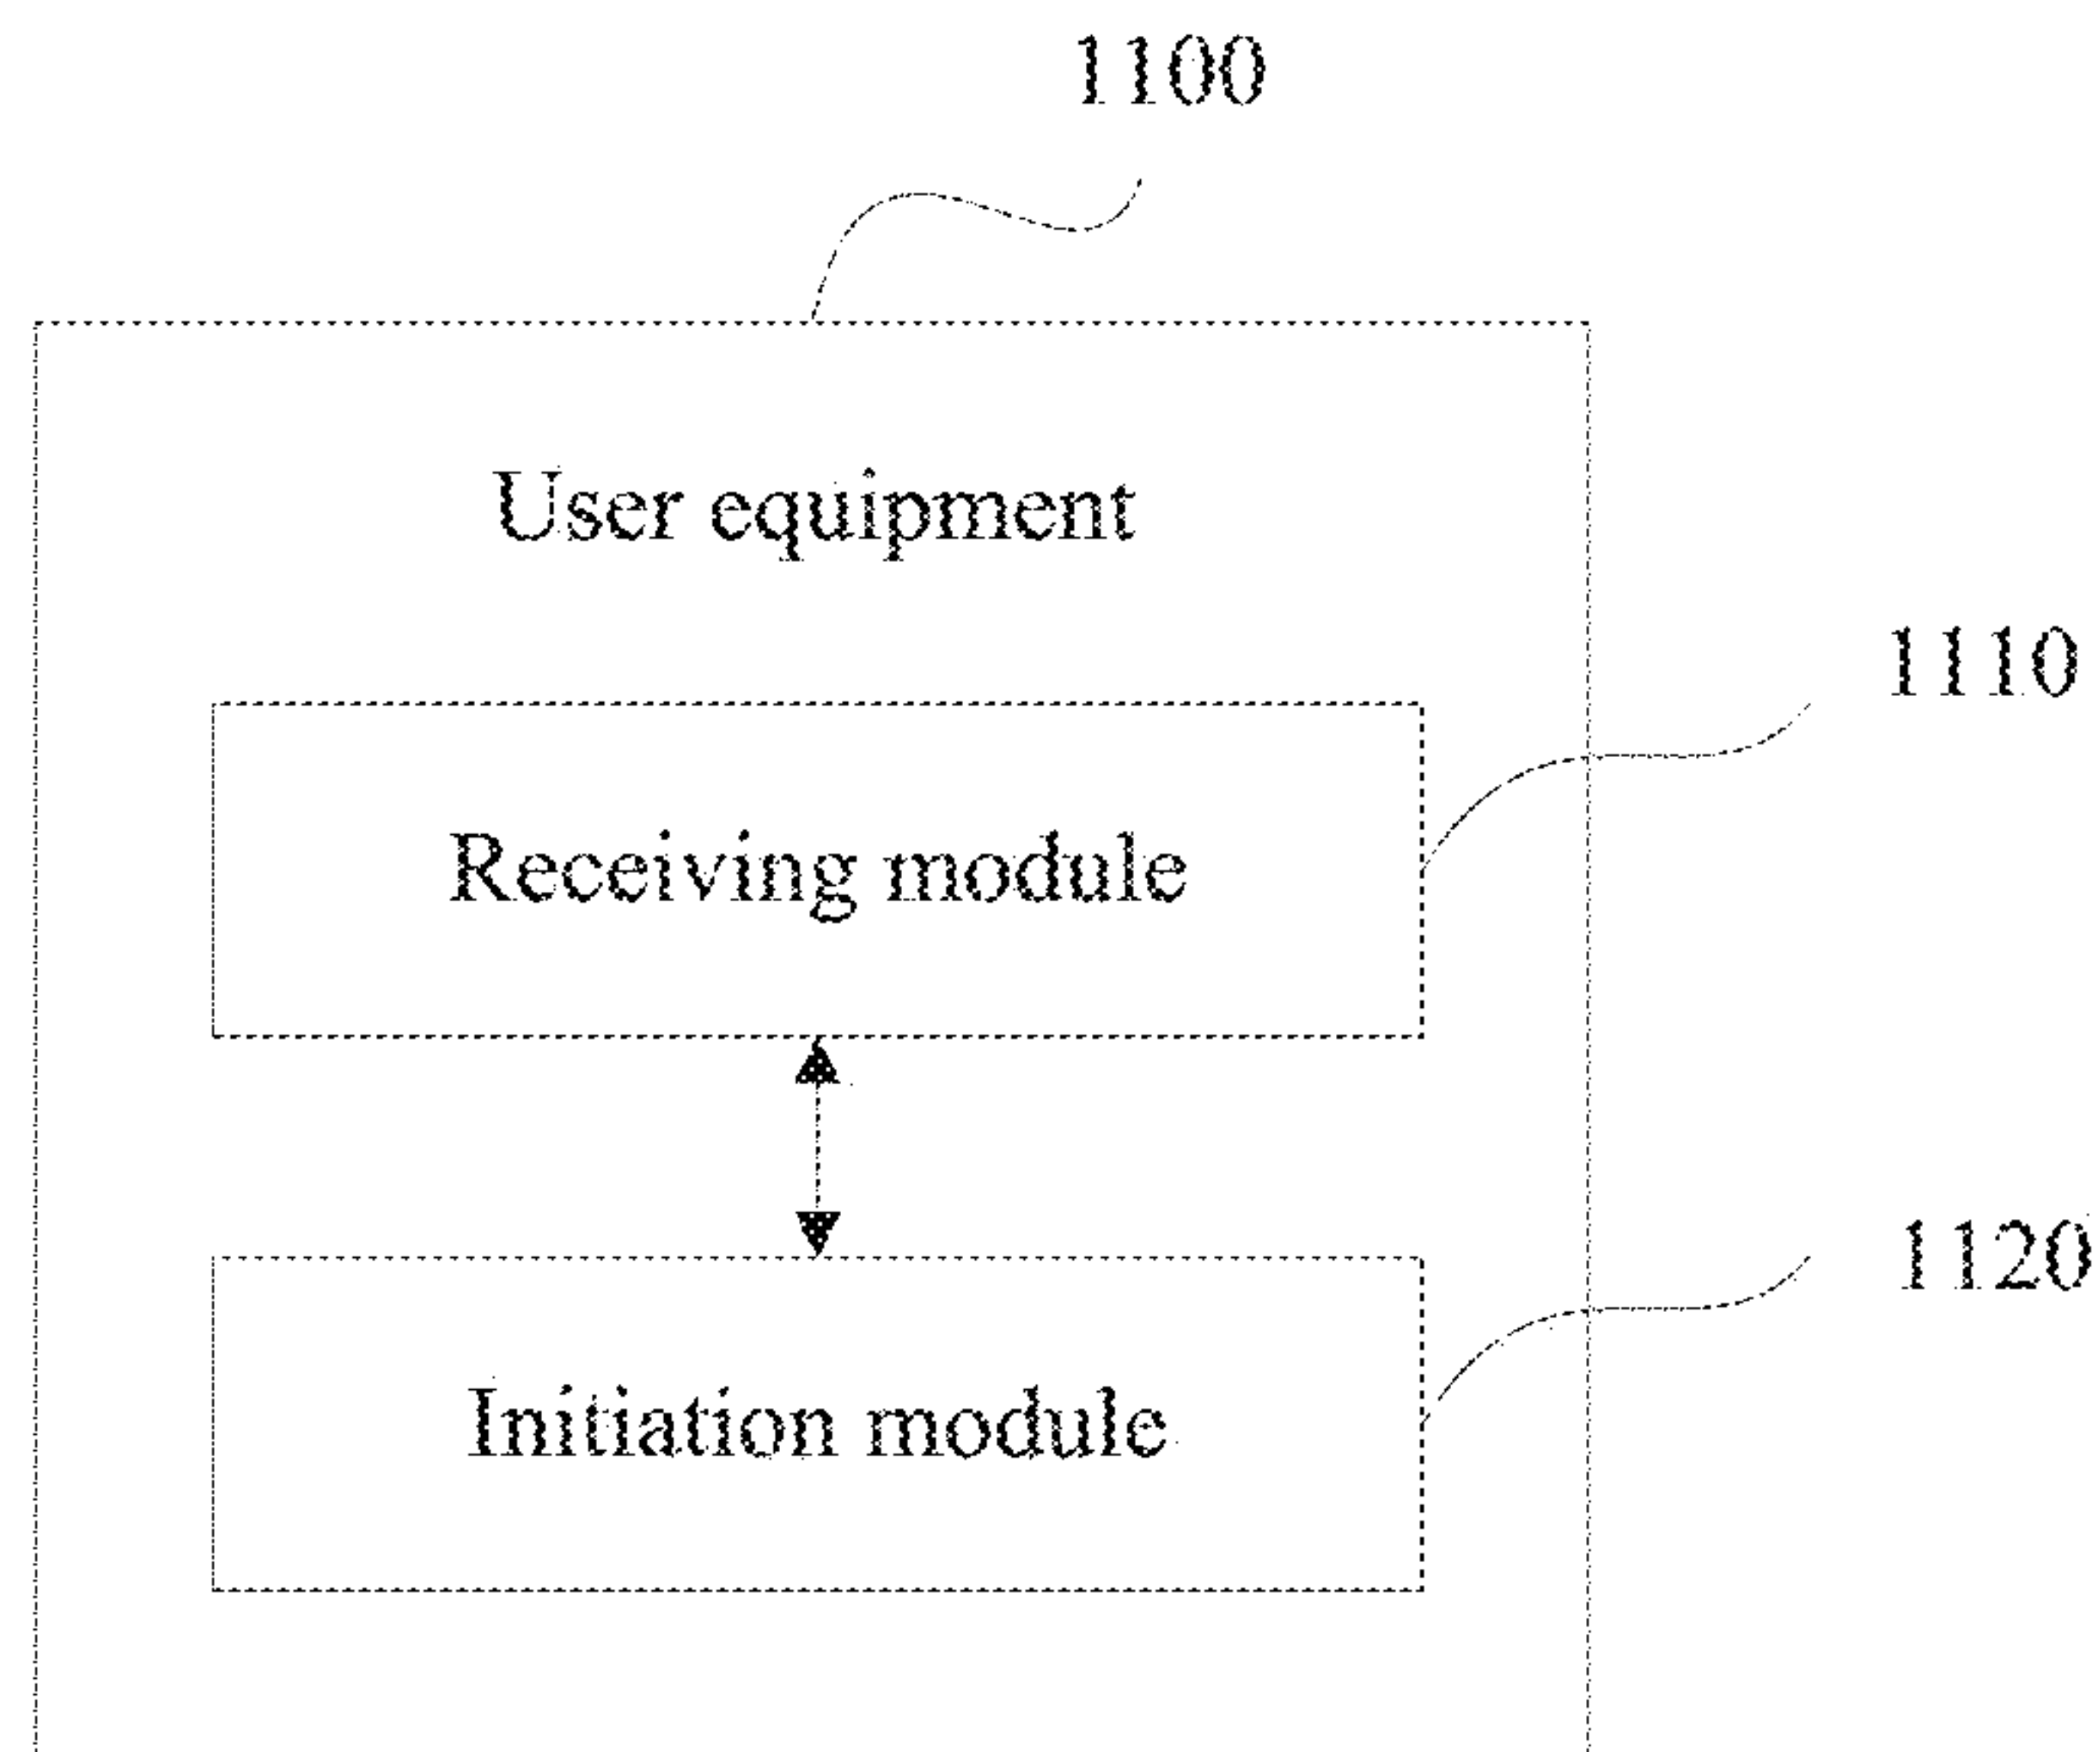 1100
User equipment
1110
Receiving module
1120
Initiation module